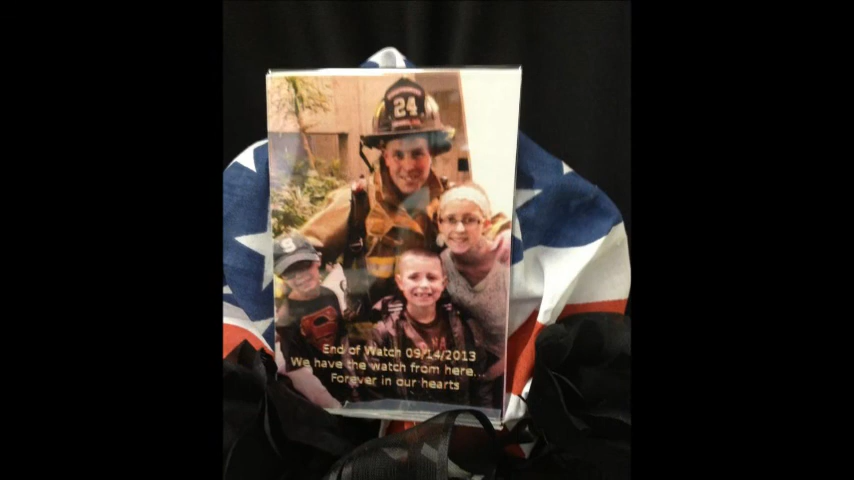 24
S
End of Watch 09/14/2013
We have the watch from here...
Forever in our hearts